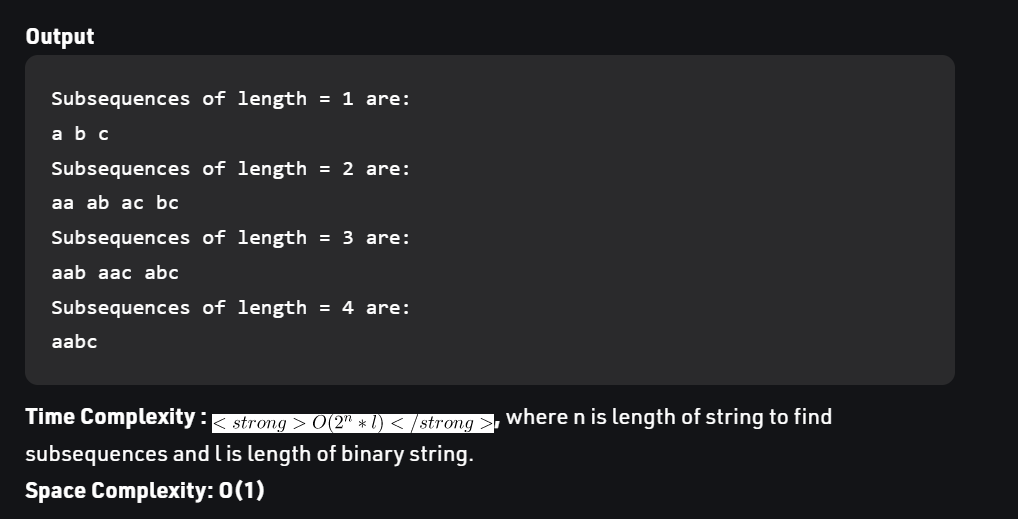 Output
Subsequences of length = 1 are:
a b c
Subsequences of length = 2 are:
aa ab ac bc
Subsequences of length = 3 are:
aab aac abc
Subsequences of length = 4 are:
aabc
Time Complexity : < strong > O(2^n * l) < /strong >, where n is length of string to find
subsequences and l is length of binary string.
Space Complexity: O(1)